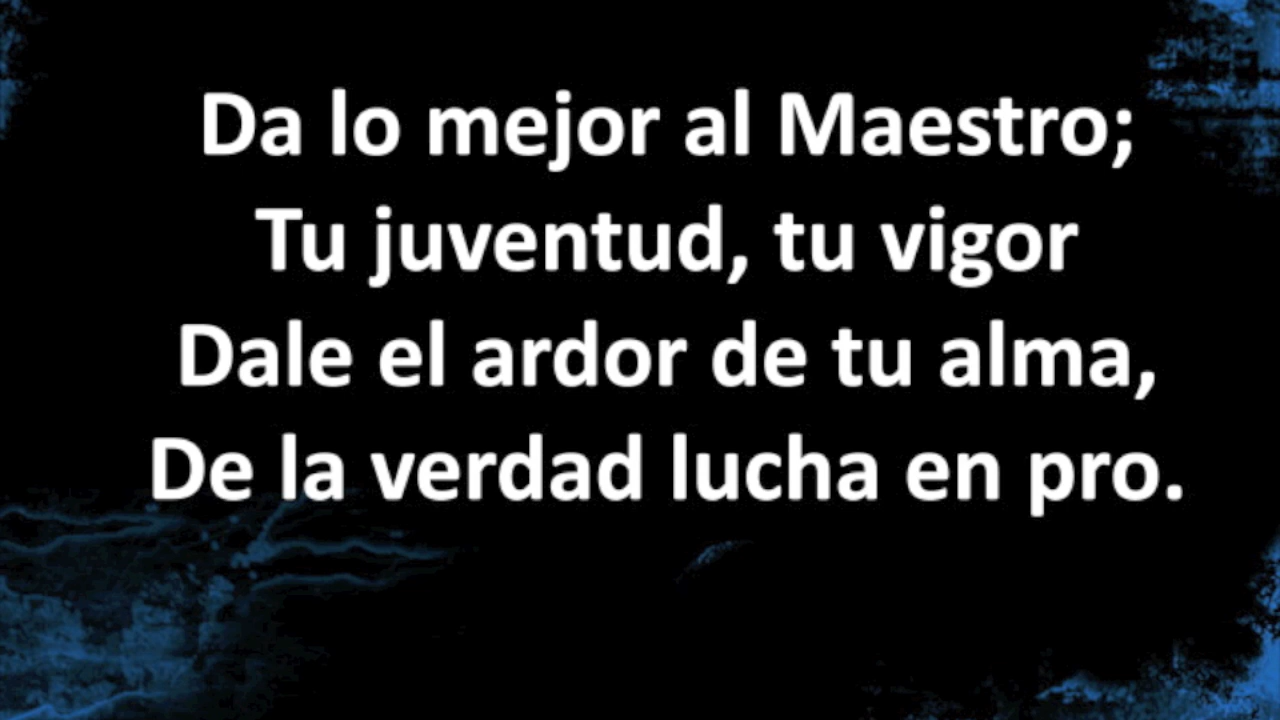 Da lo mejor al Maestro;
Tu juventud, tu vigor
Dale el ardor de tu alma,
De la verdad lucha en pro.